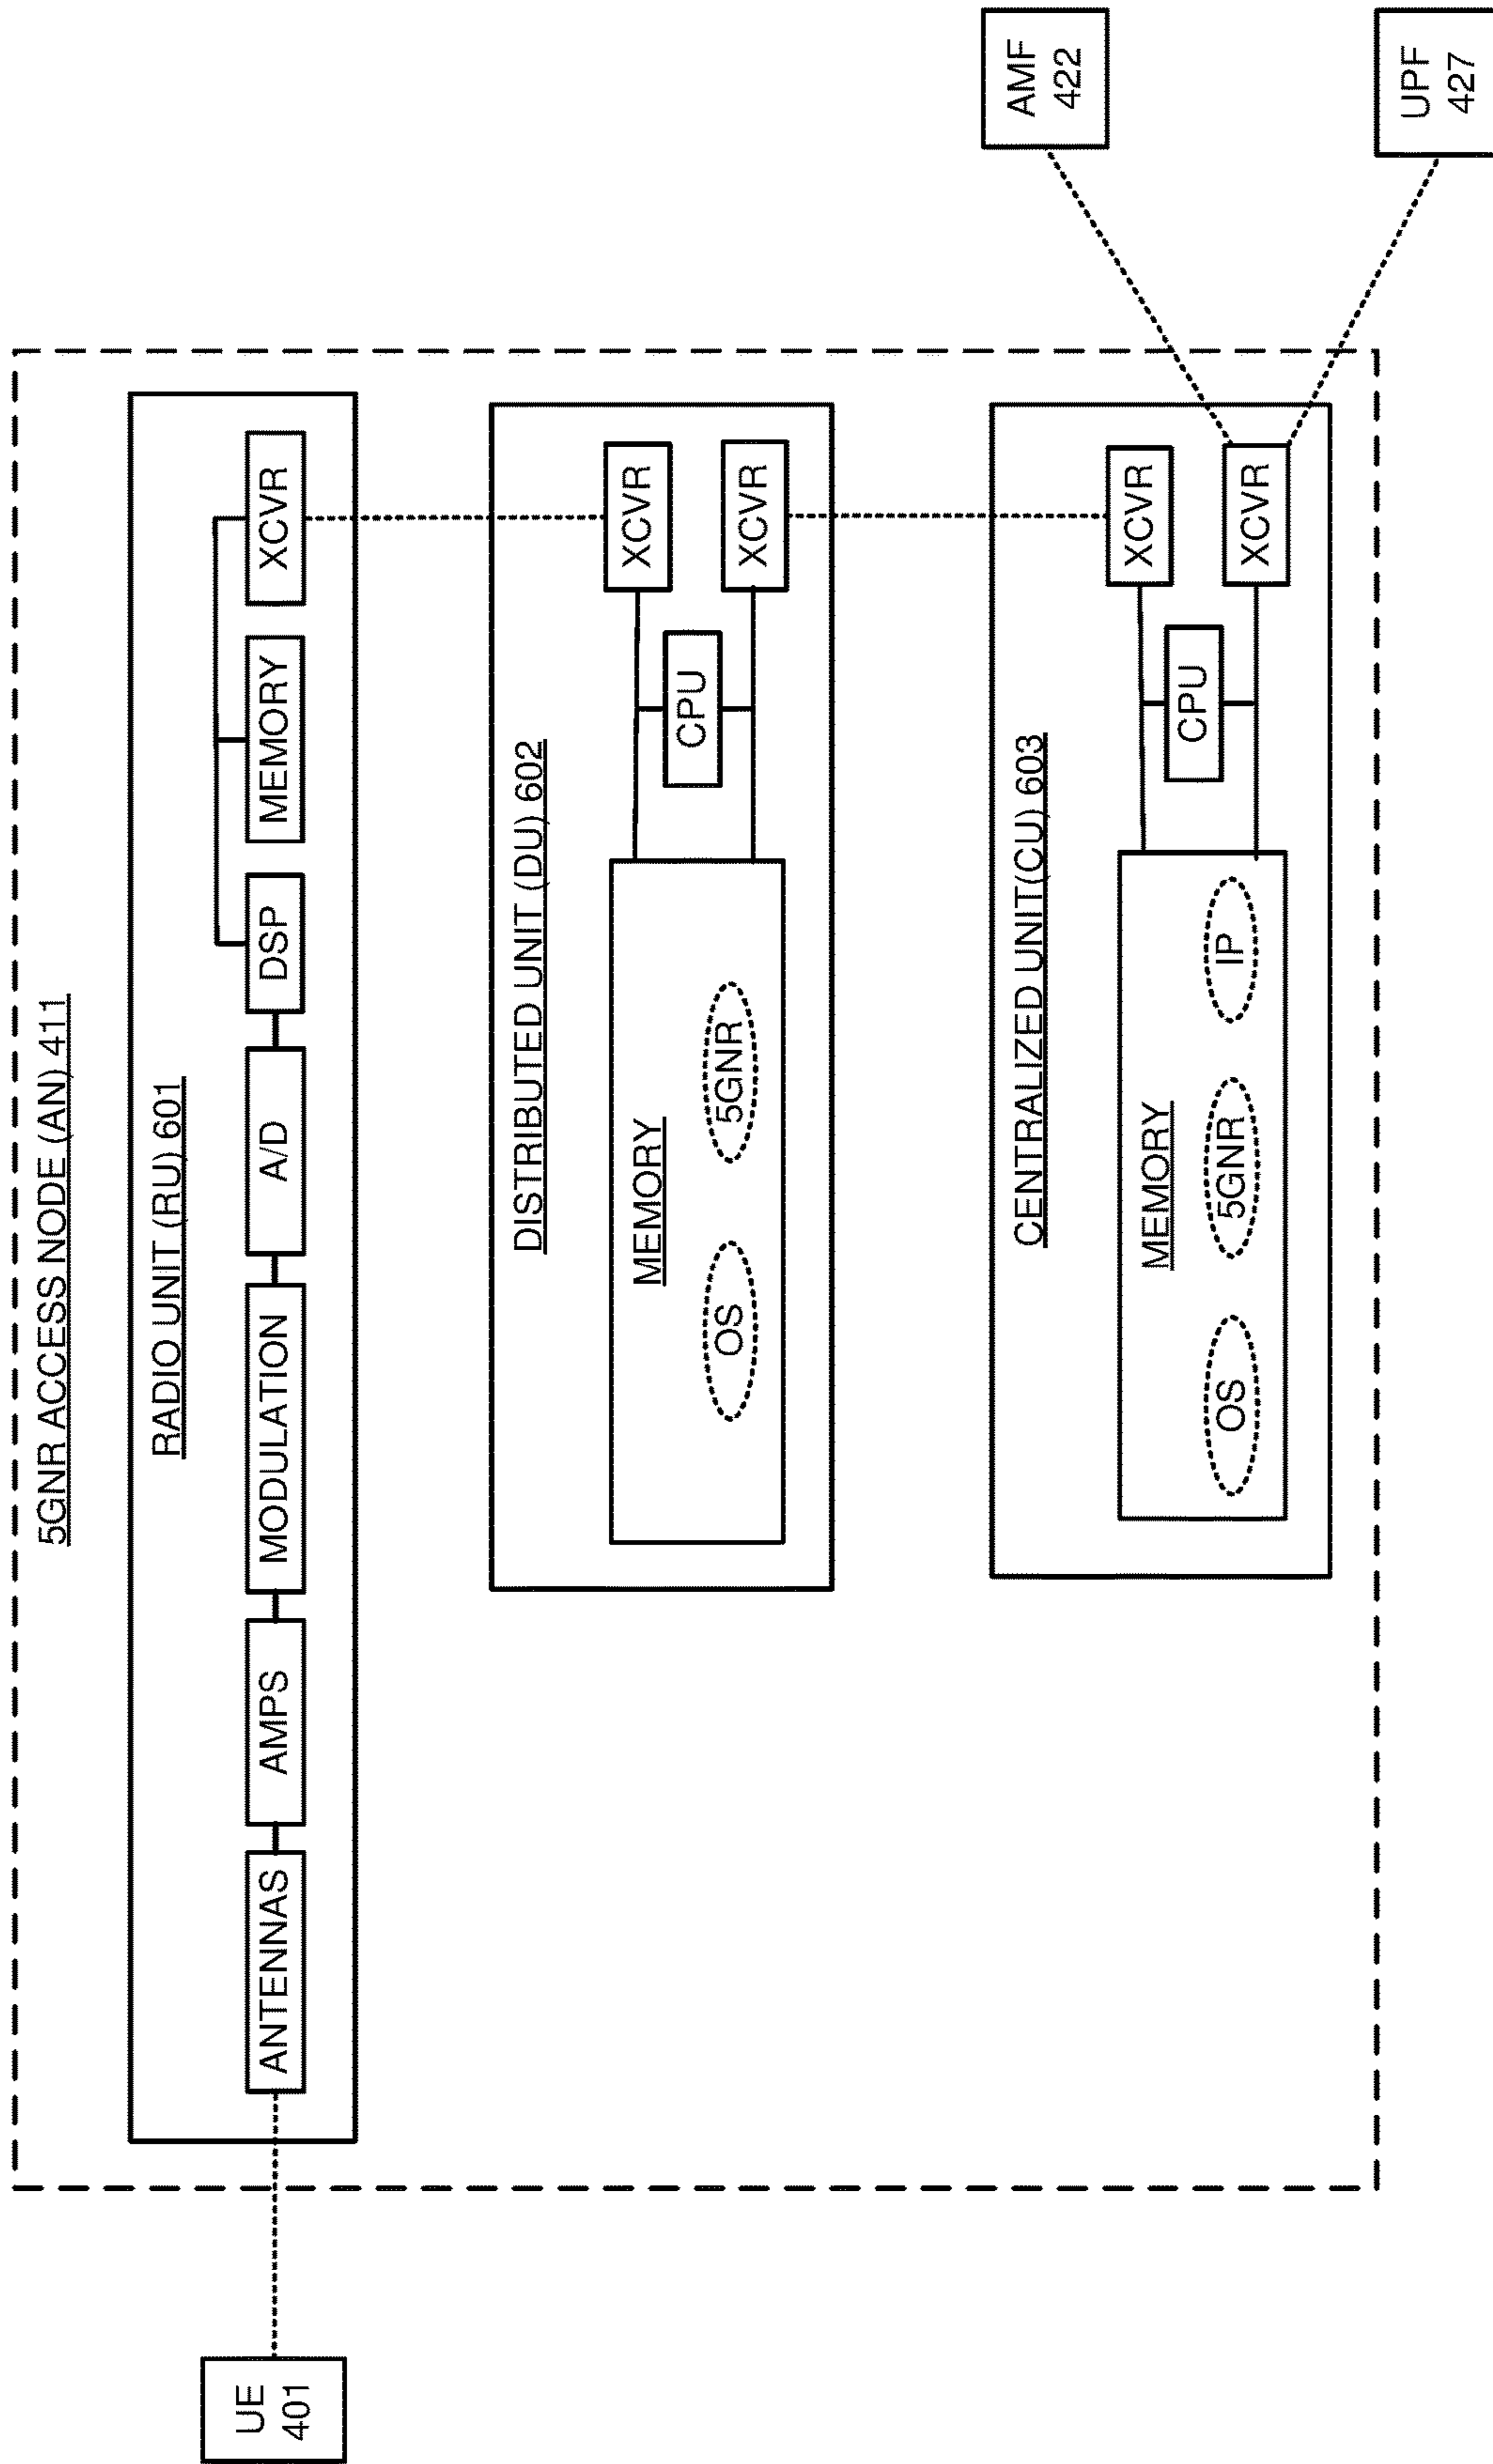 5GNR ACCESS NODE (AN) 411
RADIO UNIT (RU) 601
UE
401
ANTENNAS
AMPS
MODULATION
A/D
DSP
MEMORY
XCVR
DISTRIBUTED UNIT (DU) 602
MEMORY
OS
5GNR
CPU
XCVR
XCVR
CENTRALIZED UNIT(CU) 603
MEMORY
OS
5GNR
IP
CPU
XCVR
XCVR
AMF
422
UPF
427